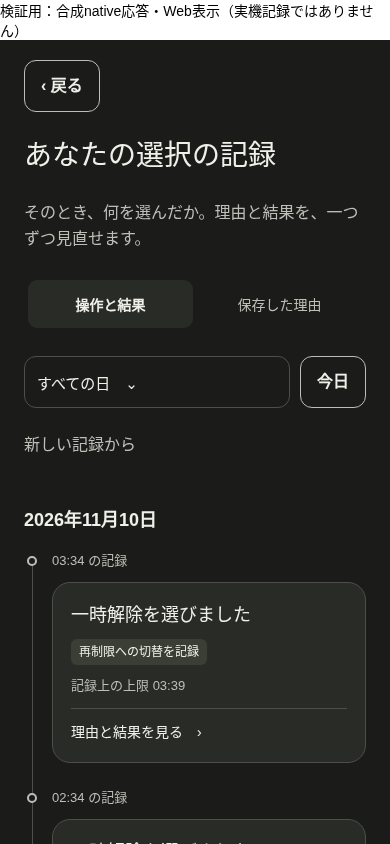 検証用：合成native応答・Web表示（実機記録ではありませ
ん）
‹ 戻る
あなたの選択の記録
そのとき、何を選んだか。理由と結果を、一つ
ずつ見直せます。
操作と結果
保存した理由
すべての日 ⌄
今日
新しい記録から
2026年11月10日
03:34 の記録
一時解除を選びました
再制限への切替を記録
記録上の上限 03:39
理由と結果を見る ›
02:34 の記録